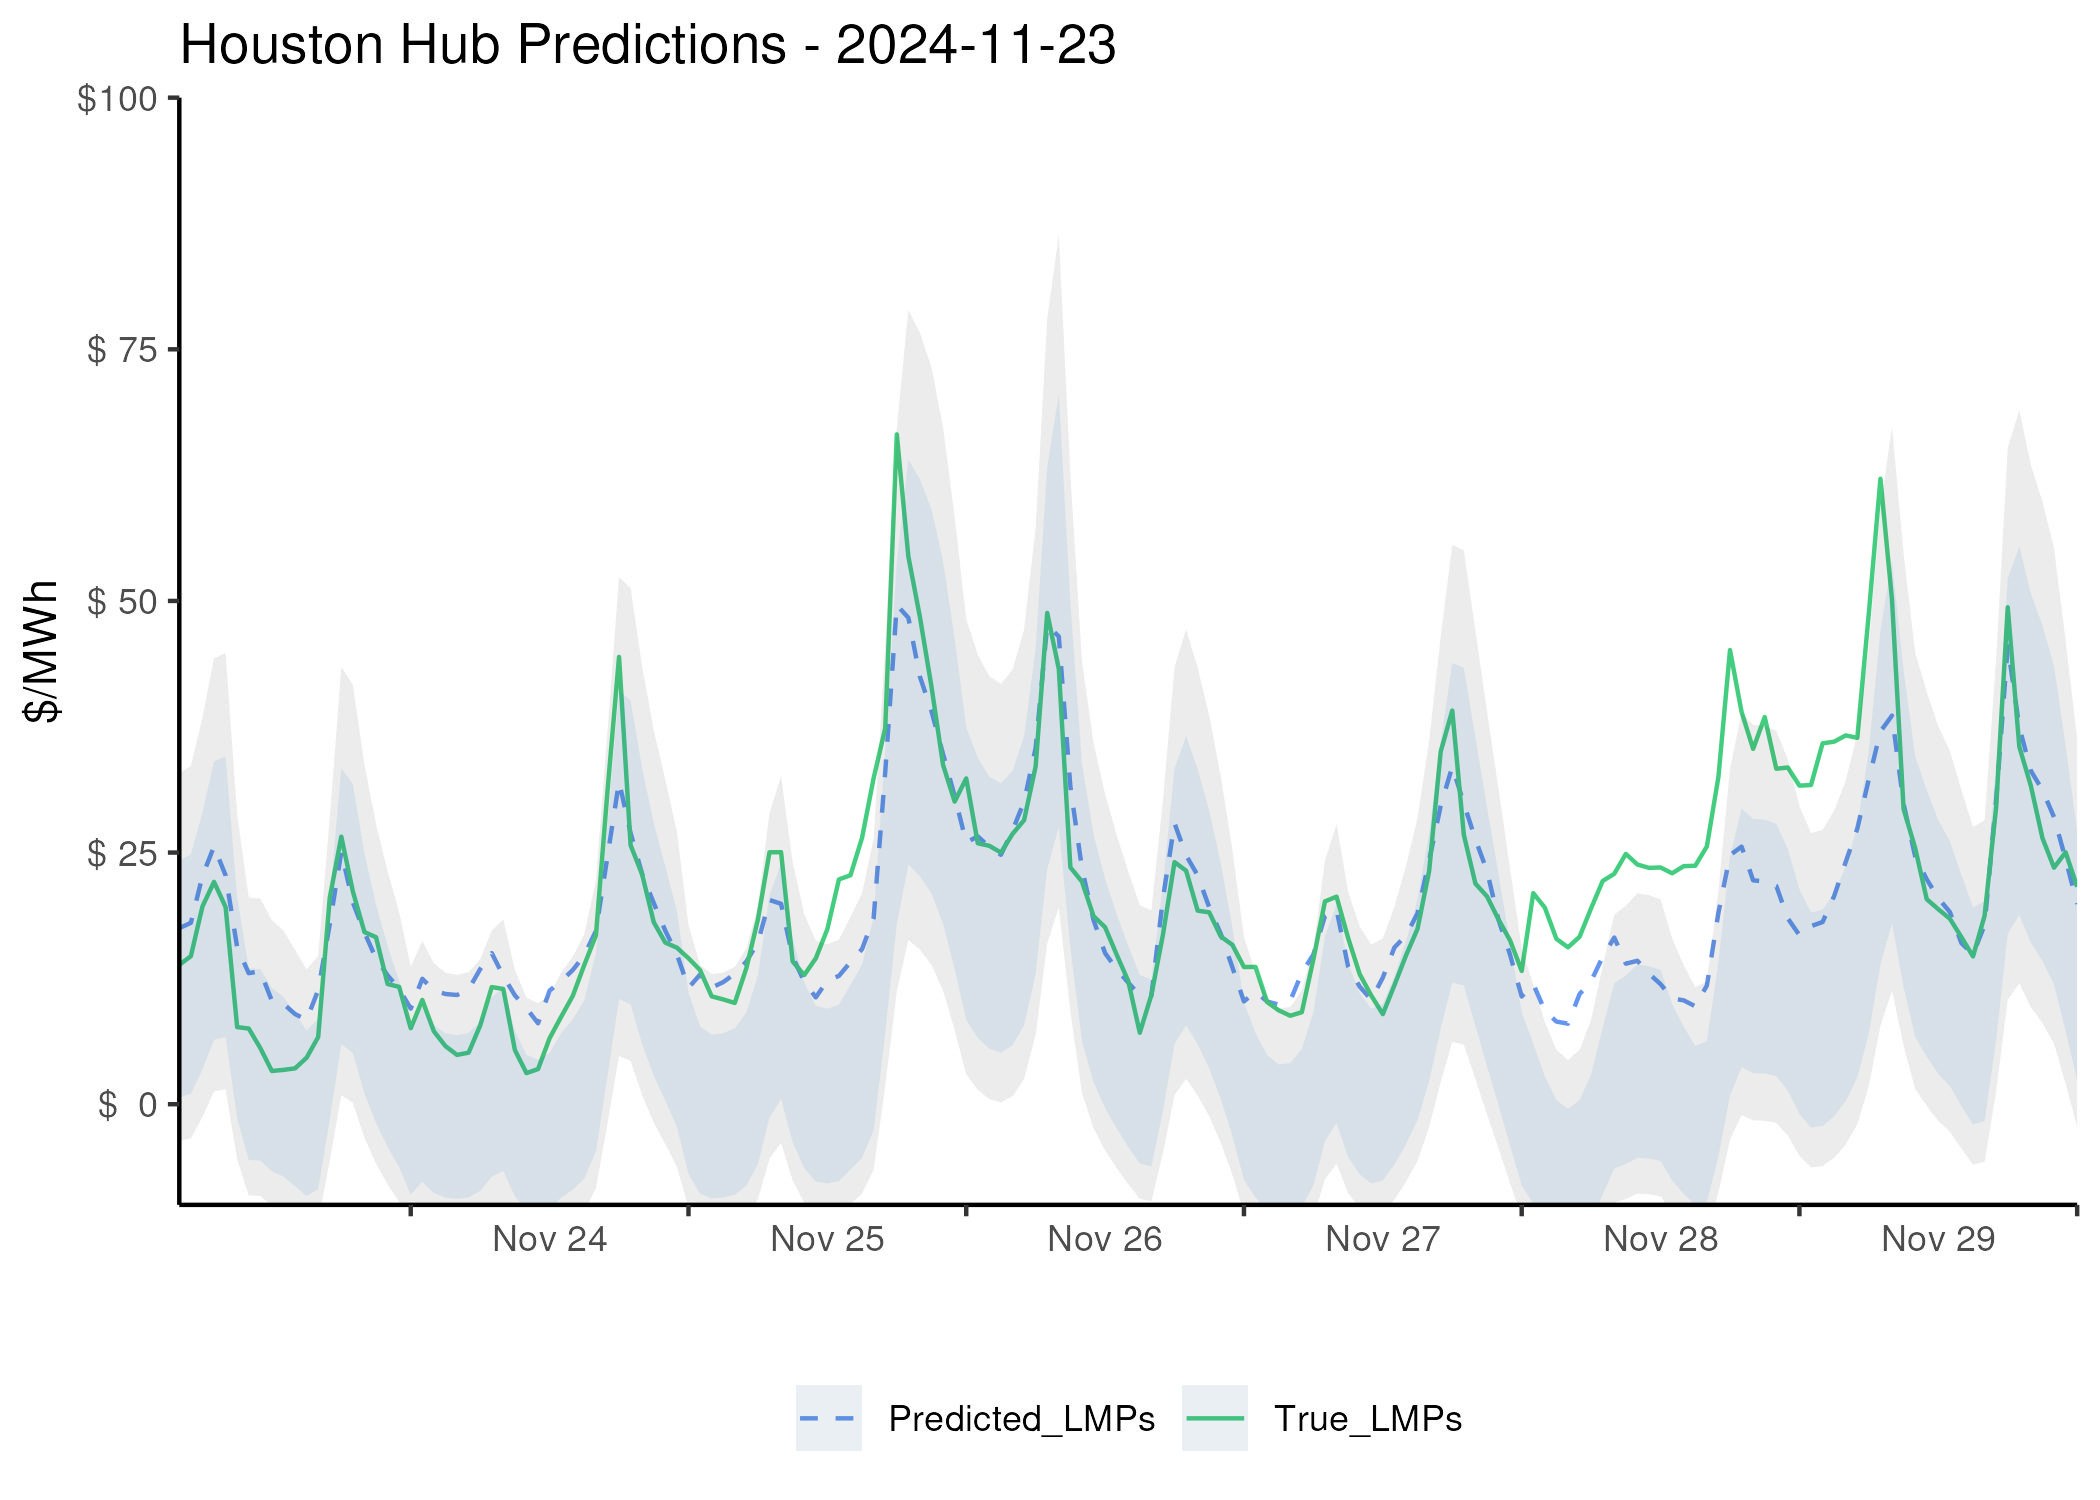 Houston Hub Predictions - 2024-11-23
$100
$ 75
$ 50
$ 25
$ 0
$/MWh
Nov 24 Nov 25 Nov 26 Nov 27 Nov 28 Nov 29
Predicted_LMPs True_LMPs